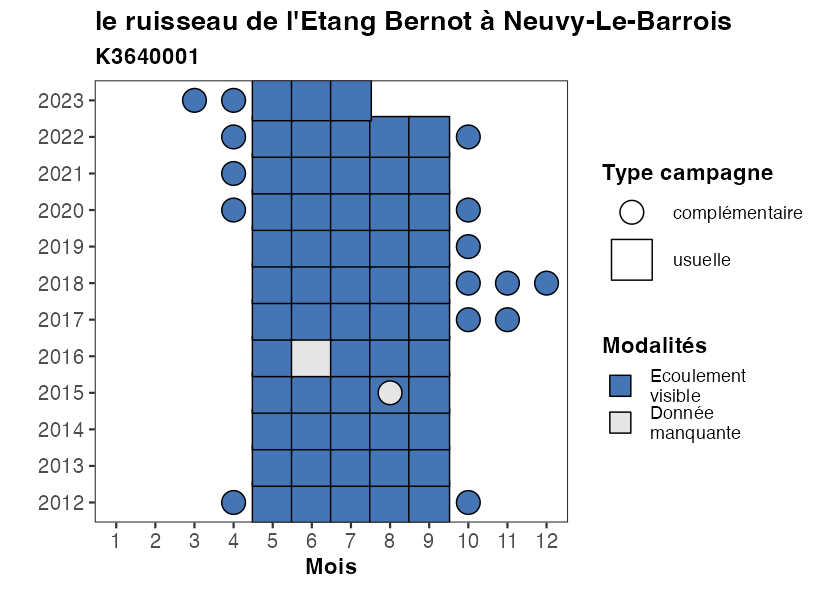 le ruisseau de l'Etang Bernot à Neuvy-Le-Barrois
K3640001
2023
2022
2021
2020
2019
2018
2017
2016
2015
2014
2013
2012
1 2 3 4 5 6 7 8 9 10 11 12
Mois
Type campagne
complémentaire
usuelle
Modalités
Ecoulement
visible
Donnée
manquante